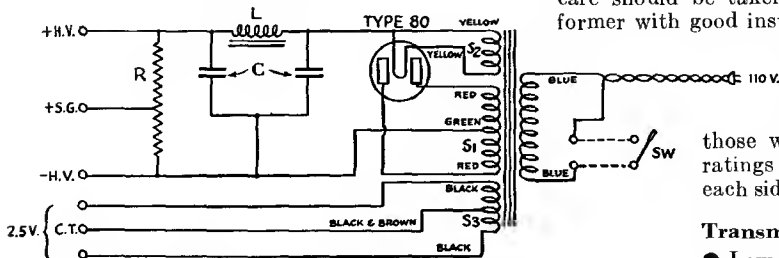 care should be taken
former with good ins
+H.V.
L
TYPE 80
YELLOW
S2
YELLOW
R
C
RED
BLUE
110 V.
+S.G.
GREEN
S1
those w
ratings
each sid
SW
-H.V.
RED
BLUE
BLACK
2.5 V.
C.T.
BLACK & BROWN
S3
BLACK
Transm